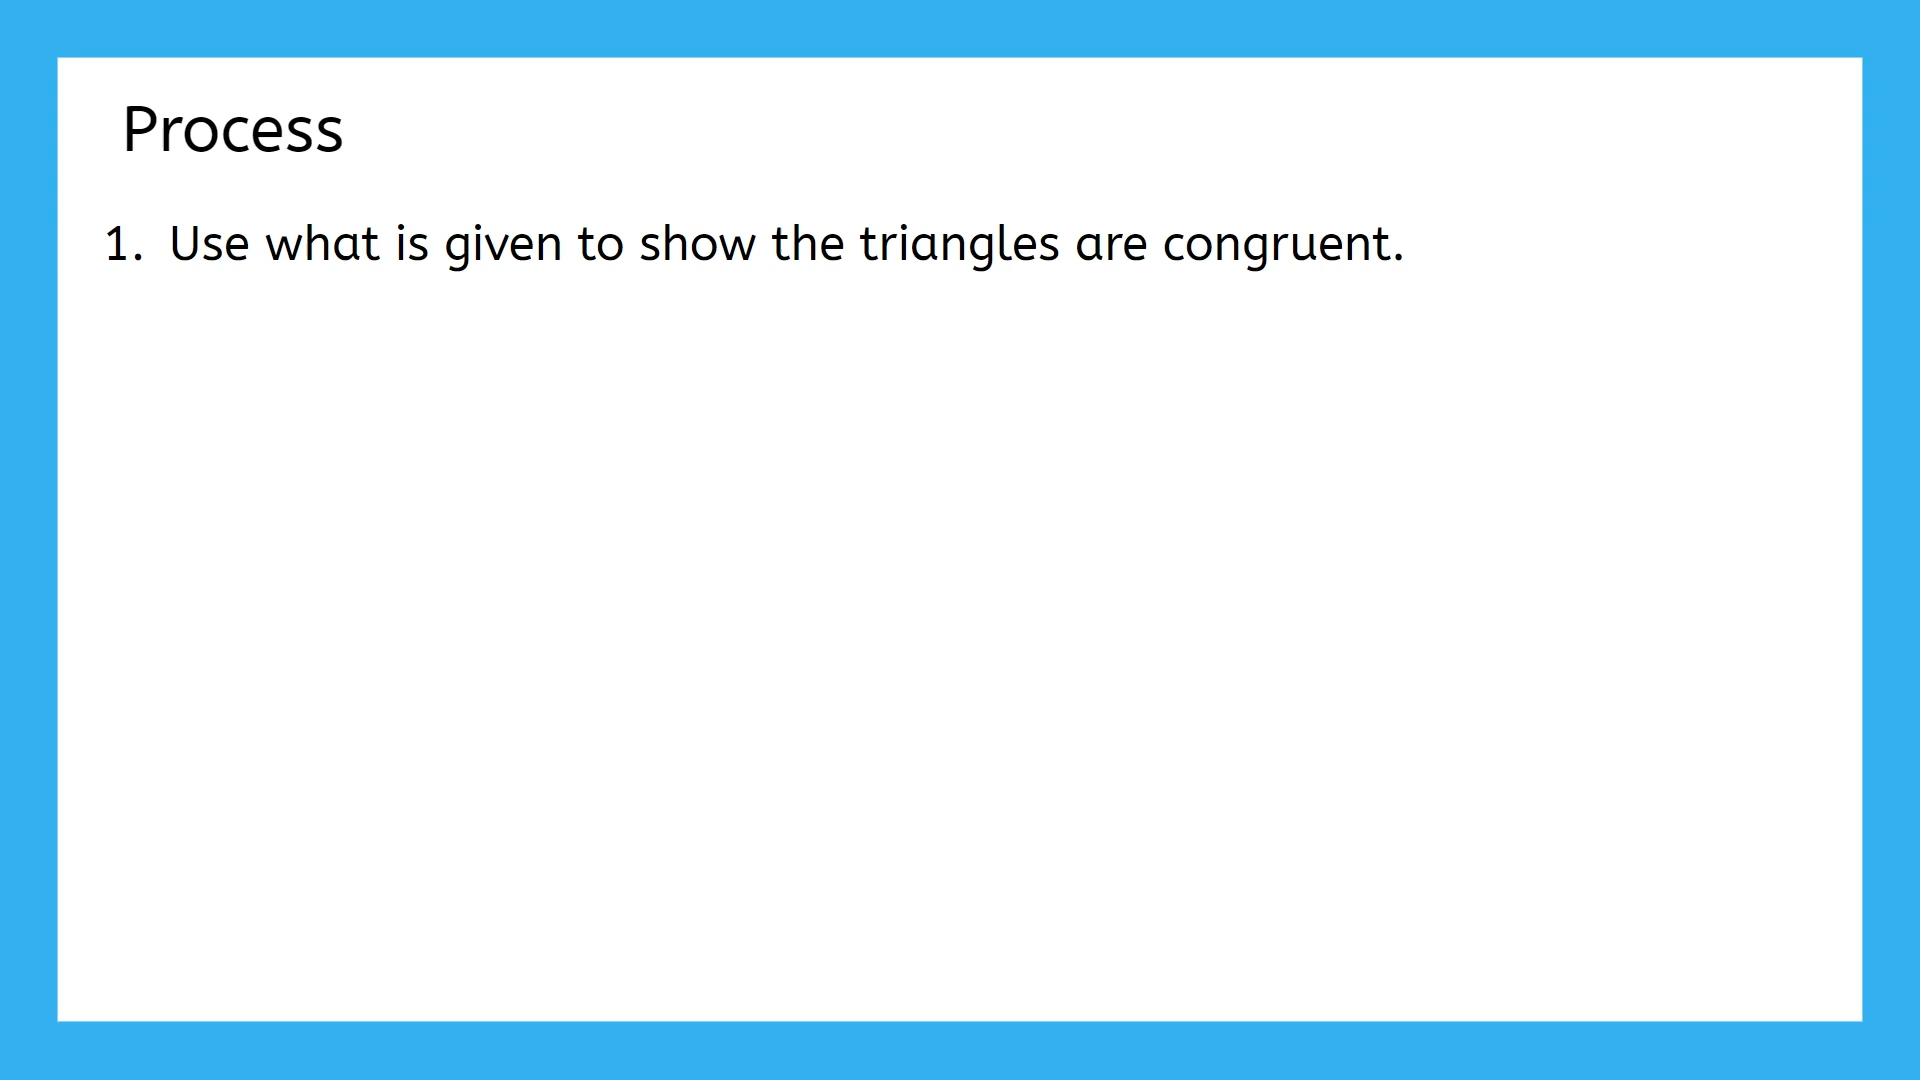 Process
1. Use what is given to show the triangles are congruent.